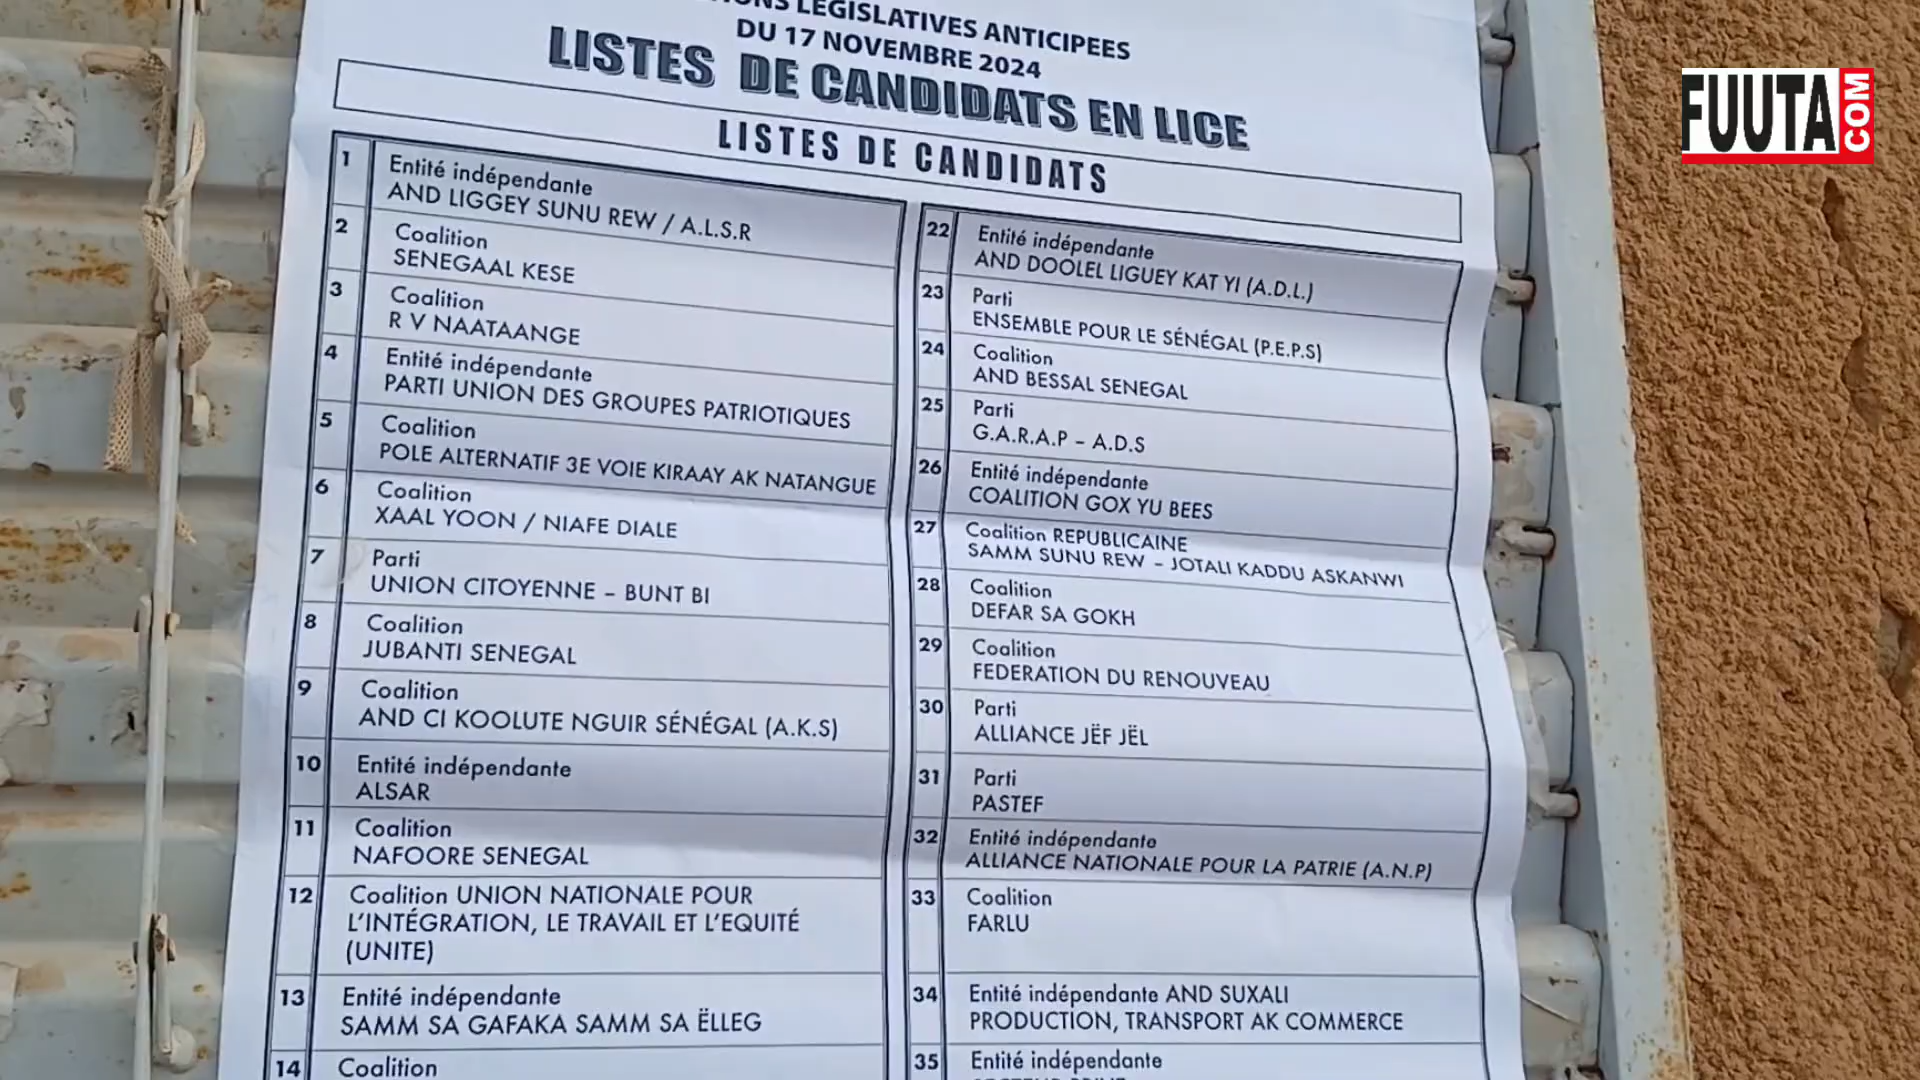 LÉGISLATIVES ANTICIPEES
DU 17 NOVEMBRE 2024
LISTES DE CANDIDATS EN LICE
LISTES DE CANDIDATS
1 Entité indépendante
AND LIGGEY SUNU REW / A.L.S.R
2 Coalition
SENEGAAL KESE
3 Coalition
R V NAATAANGE
4 Entité indépendante
PARTI UNION DES GROUPES PATRIOTIQUES
5 Coalition
POLE ALTERNATIF 3E VOIE KIRAAY AK NATANGUE
6 Coalition
XAAL YOON / NIAFE DIALE
7 Parti
UNION CITOYENNE – BUNT BI
8 Coalition
JUBANTI SENEGAL
9 Coalition
AND CI KOOLUTE NGUIR SÉNÉGAL (A.K.S)
10 Entité indépendante
ALSAR
11 Coalition
NAFOORE SENEGAL
12 Coalition UNION NATIONALE POUR
L'INTÉGRATION, LE TRAVAIL ET L'EQUITÉ
(UNITE)
13 Entité indépendante
SAMM SA GAFAKA SAMM SA ËLLEG
14 Coalition
22 Entité indépendante
AND DOOLEL LIGUEY KAT YI (A.D.L.)
23 Parti
ENSEMBLE POUR LE SÉNÉGAL (P.E.P.S)
24 Coalition
AND BESSAL SENEGAL
25 Parti
G.A.R.A.P – A.D.S
26 Entité indépendante
COALITION GOX YU BEES
27 Coalition REPUBLICAINE
SAMM SUNU REW – JOTALI KADDU ASKANWI
28 Coalition
DEFAR SA GOKH
29 Coalition
FEDERATION DU RENOUVEAU
30 Parti
ALLIANCE JËF JËL
31 Parti
PASTEF
32 Entité indépendante
ALLIANCE NATIONALE POUR LA PATRIE (A.N.P)
33 Coalition
FARLU
34 Entité indépendante AND SUXALI
PRODUCTION, TRANSPORT AK COMMERCE
35 Entité indépendante
FUUTA COM